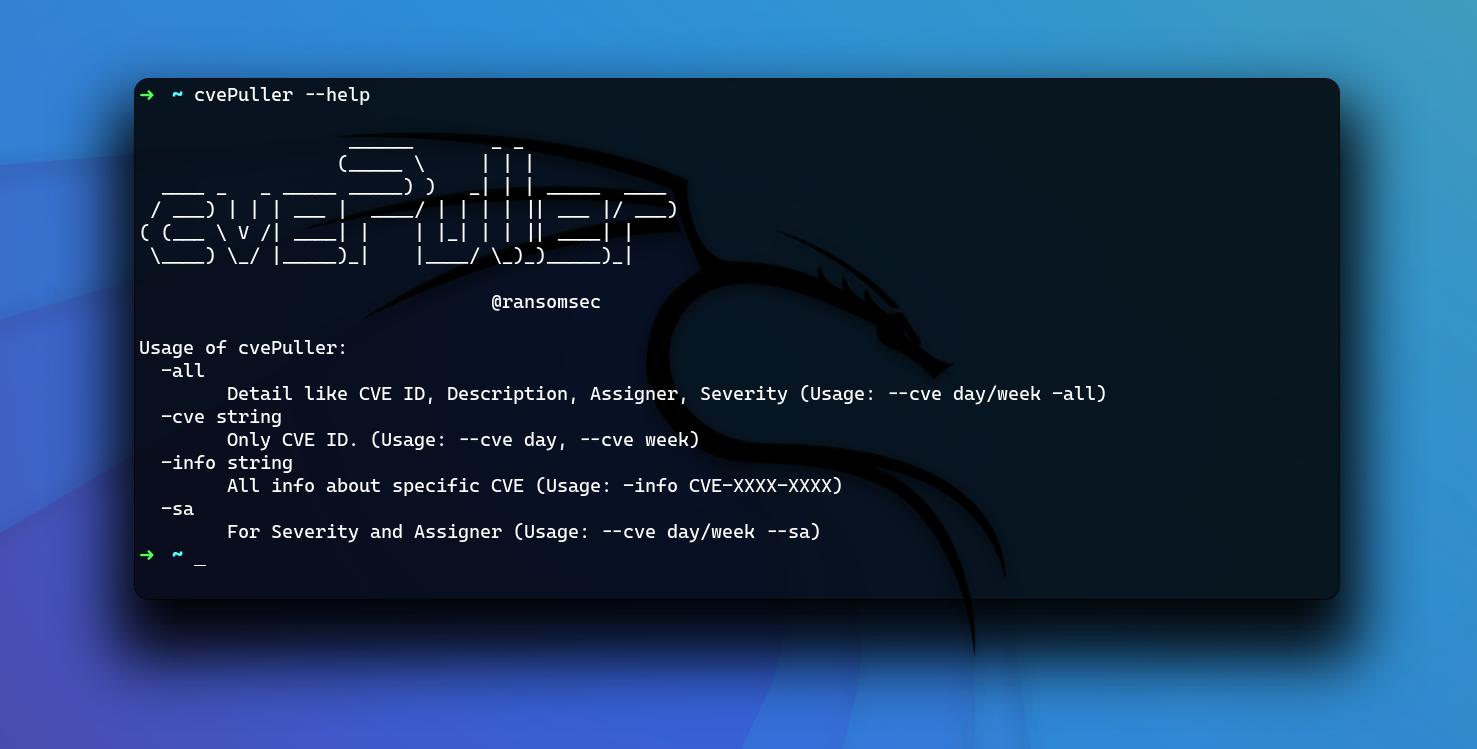 ➜ ~ cvePuller --help
cvePuller
@ransomsec
Usage of cvePuller:
-all
Detail like CVE ID, Description, Assigner, Severity (Usage: --cve day/week -all)
-cve string
Only CVE ID. (Usage: --cve day, --cve week)
-info string
All info about specific CVE (Usage: -info CVE-XXXX-XXXX)
-sa
For Severity and Assigner (Usage: --cve day/week --sa)
➜ ~ _